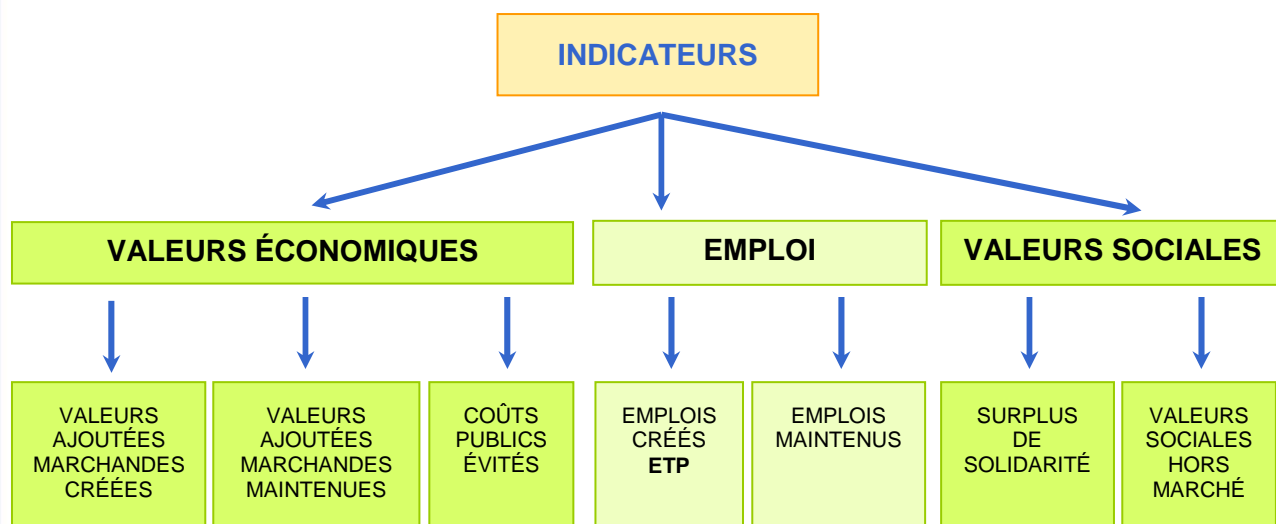 INDICATEURS
VALEURS ÉCONOMIQUES
EMPLOI
VALEURS SOCIALES
VALEURS
AJOUTÉES
MARCHANDES
CRÉÉES
VALEURS
AJOUTÉES
MARCHANDES
MAINTENUES
COÛTS
PUBLICS
ÉVITÉS
EMPLOIS
CRÉÉS
ETP
EMPLOIS
MAINTENUS
SURPLUS
DE
SOLIDARITÉ
VALEURS
SOCIALES
HORS
MARCHÉ